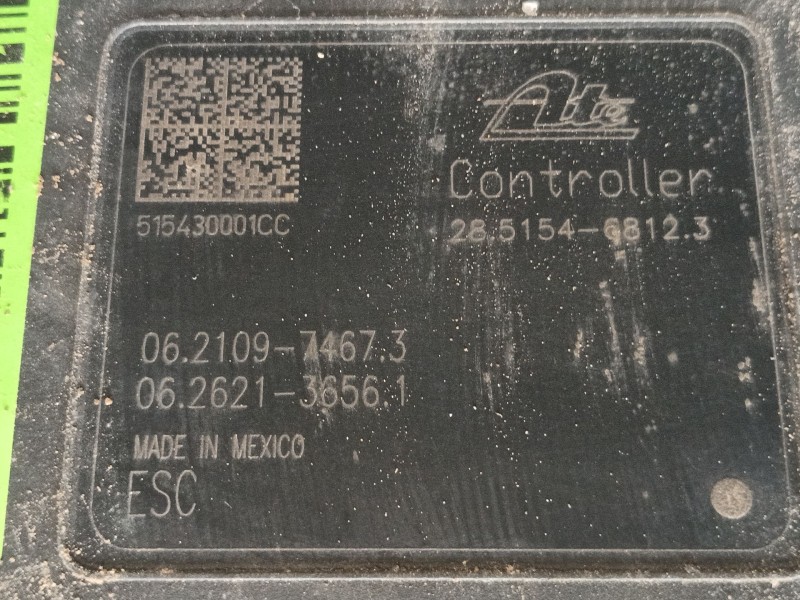 Ate
Controller
515430001CC
28.5154-6812.3
06.2109-7467.3
06.2621-3656.1
MADE IN MEXICO
ESC